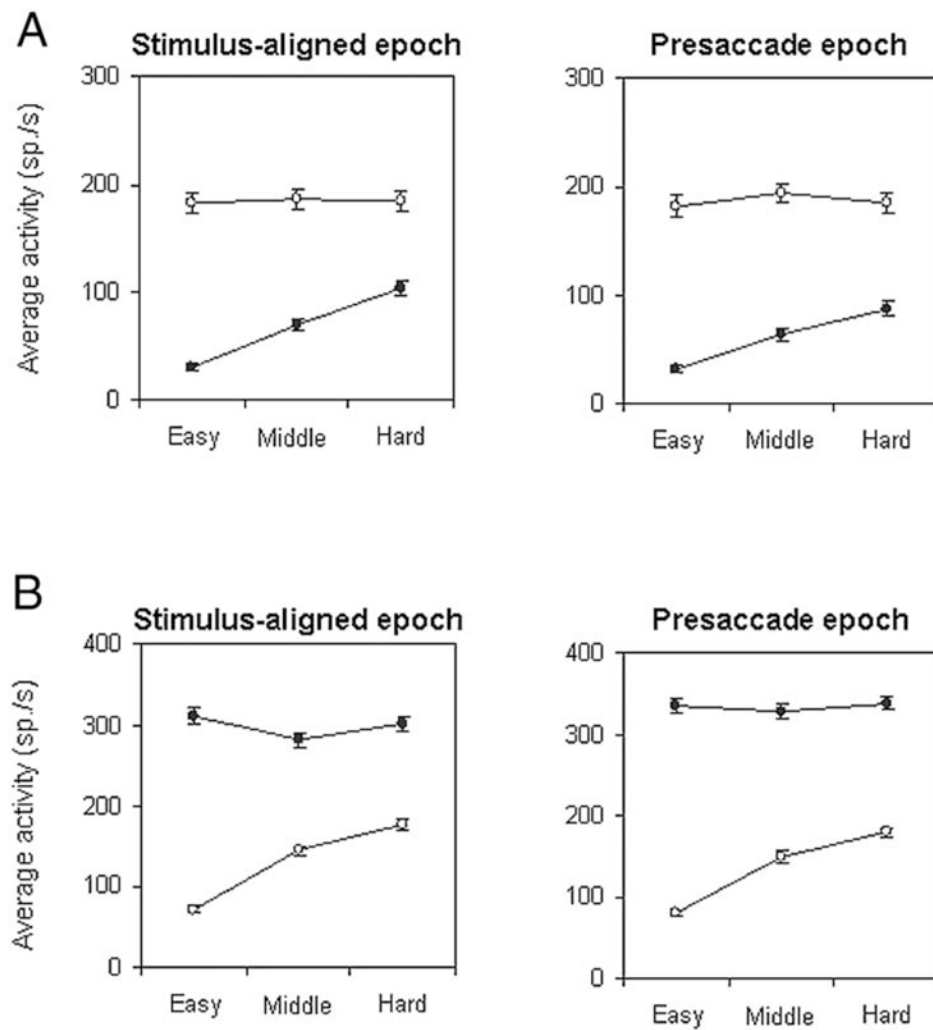 A
Stimulus-aligned epoch
Average activity (sp./s)
300
200
100
0
Easy Middle Hard
Presaccade epoch
300
200
100
0
Easy Middle Hard
B
Stimulus-aligned epoch
Average activity (sp./s)
400
300
200
100
0
Easy Middle Hard
Presaccade epoch
400
300
200
100
0
Easy Middle Hard